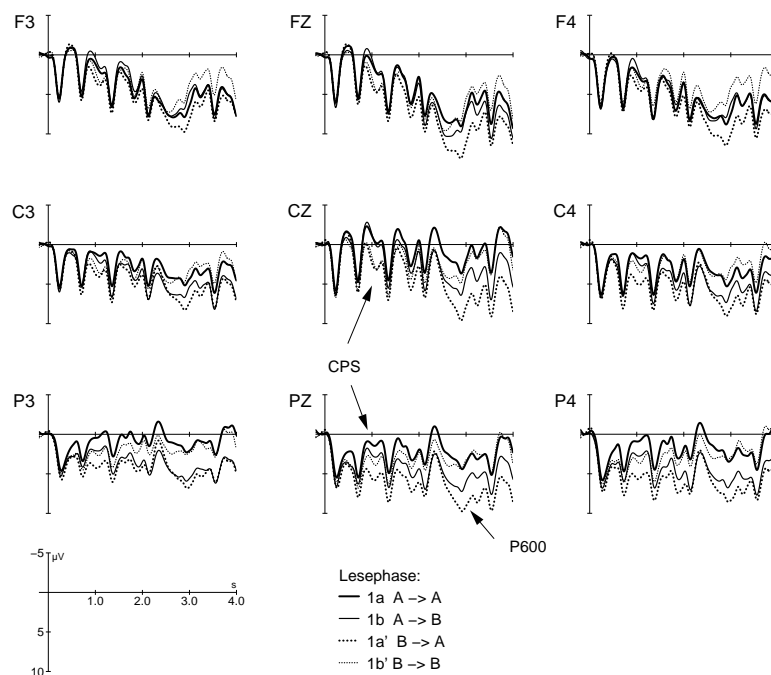 F3
FZ
F4
C3
CZ
C4
CPS
P3
PZ
P4
P600
−5
µV
s
1.0
2.0
3.0
4.0
5
10
Lesephase:
1a A −> A
1b A −> B
1a' B −> A
1b' B −> B